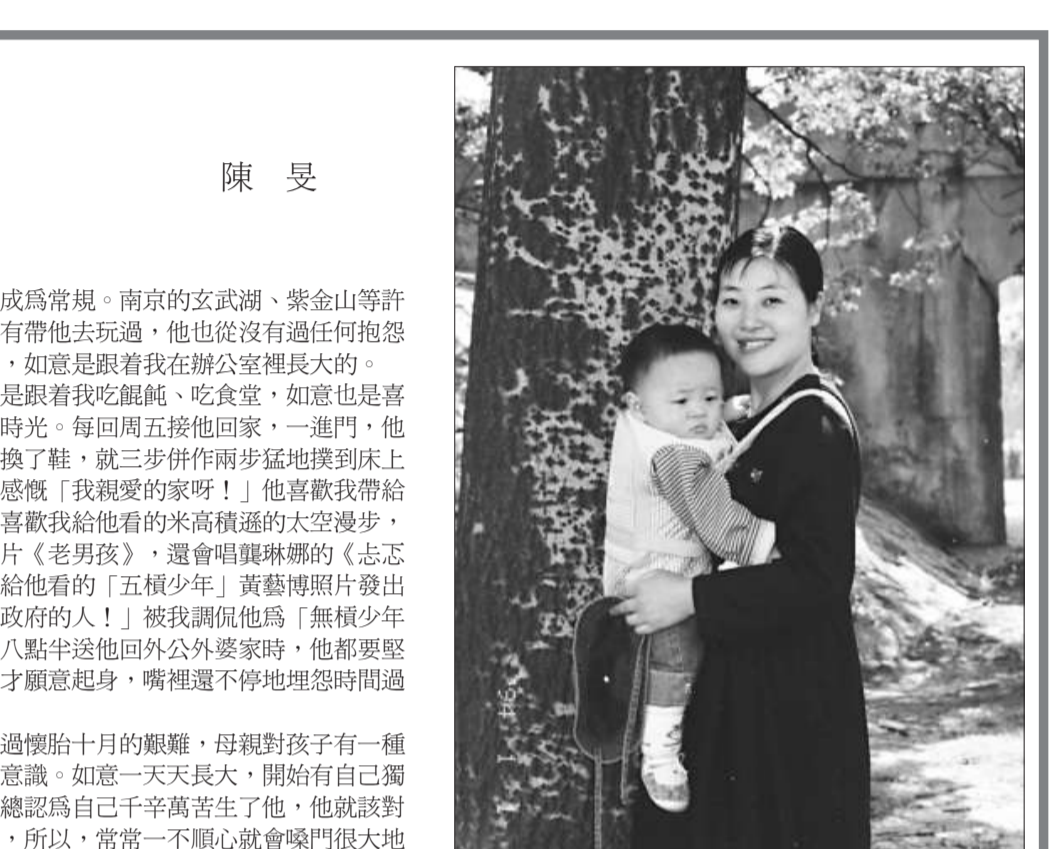 陳　旻
成爲常規。南京的玄武湖、紫金山等許
有帶他去玩過，他也從沒有過任何抱怨
，如意是跟着我在辦公室裡長大的。
是跟着我吃餛飩、吃食堂，如意也是喜
時光。每回周五接他回家，一進門，他
換了鞋，就三步併作兩步猛地撲到床上
感慨「我親愛的家呀！」他喜歡我帶給
喜歡我給他看的米高積遜的太空漫步，
片《老男孩》，還會唱龔琳娜的《忐忑
給他看的「五槓少年」黃藝博照片發出
政府的人！」被我調侃他爲「無槓少年
八點半送他回外公外婆家時，他都要堅
才願意起身，嘴裡還不停地埋怨時間過
過懷胎十月的艱難，母親對孩子有一種
意識。如意一天天長大，開始有自己獨
總認爲自己千辛萬苦生了他，他就該對
，所以，常常一不順心就會嗓門很大地